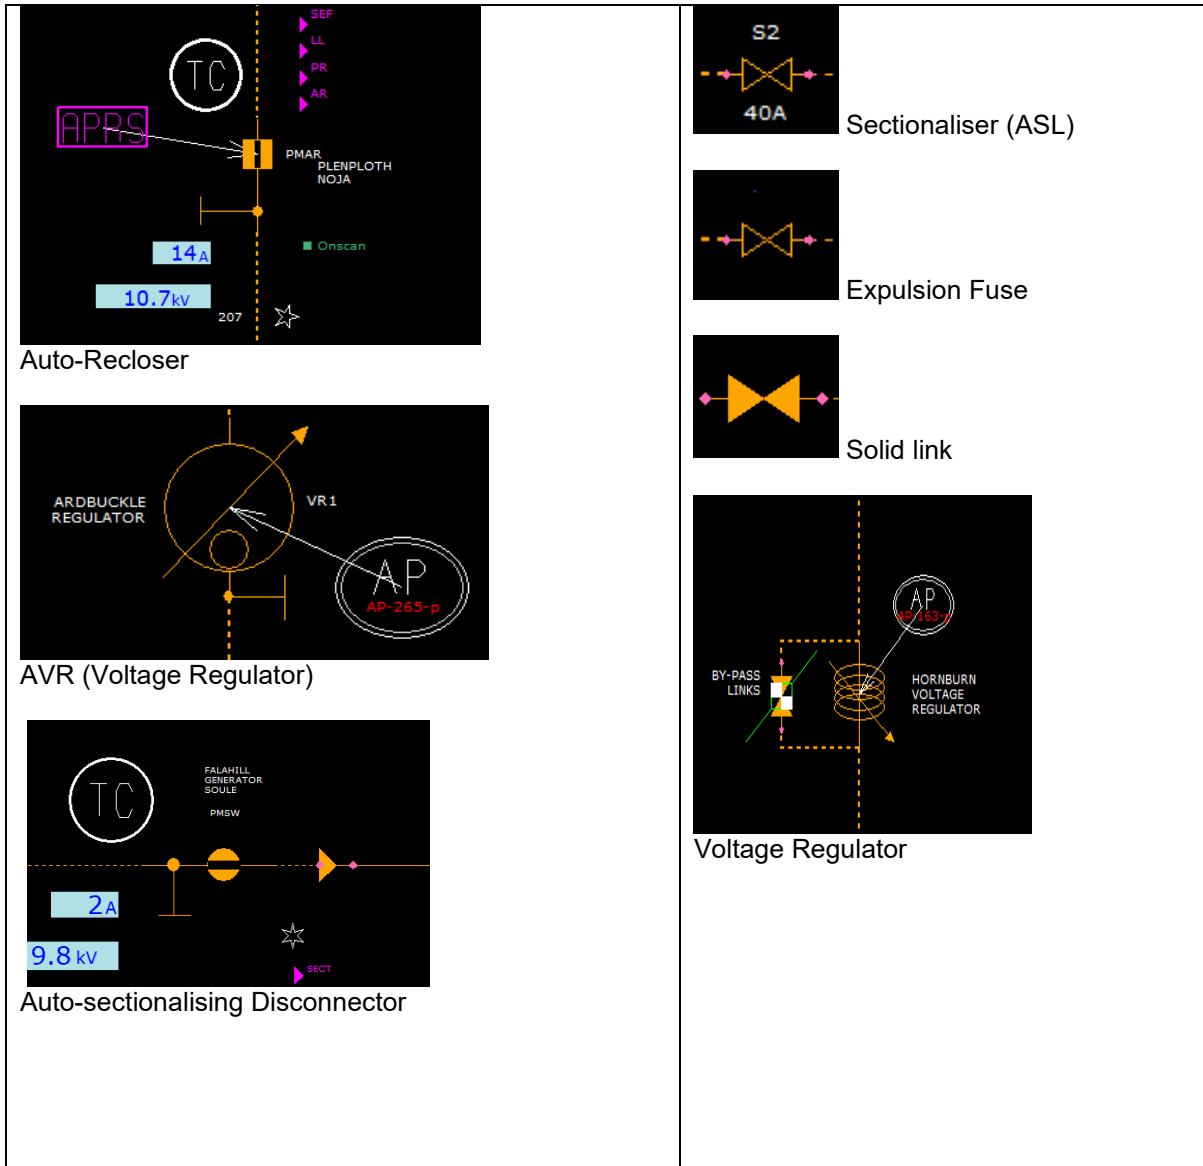 SEF
LL
PR
AR
TC
APRS
PMAR
PLENPLOTH
NOJA
14A
Onscan
10.7kV
207
Auto-Recloser
ARDBUCKLE
REGULATOR
VR1
AP
AP-265-p
AVR (Voltage Regulator)
TC
FALAHILL
GENERATOR
SOULE
PMSW
2A
9.8 kV
SECT
Auto-sectionalising Disconnector
S2
40A
Sectionaliser (ASL)
Expulsion Fuse
Solid link
AP
AP-163-p
BY-PASS
LINKS
HORNBURN
VOLTAGE
REGULATOR
Voltage Regulator